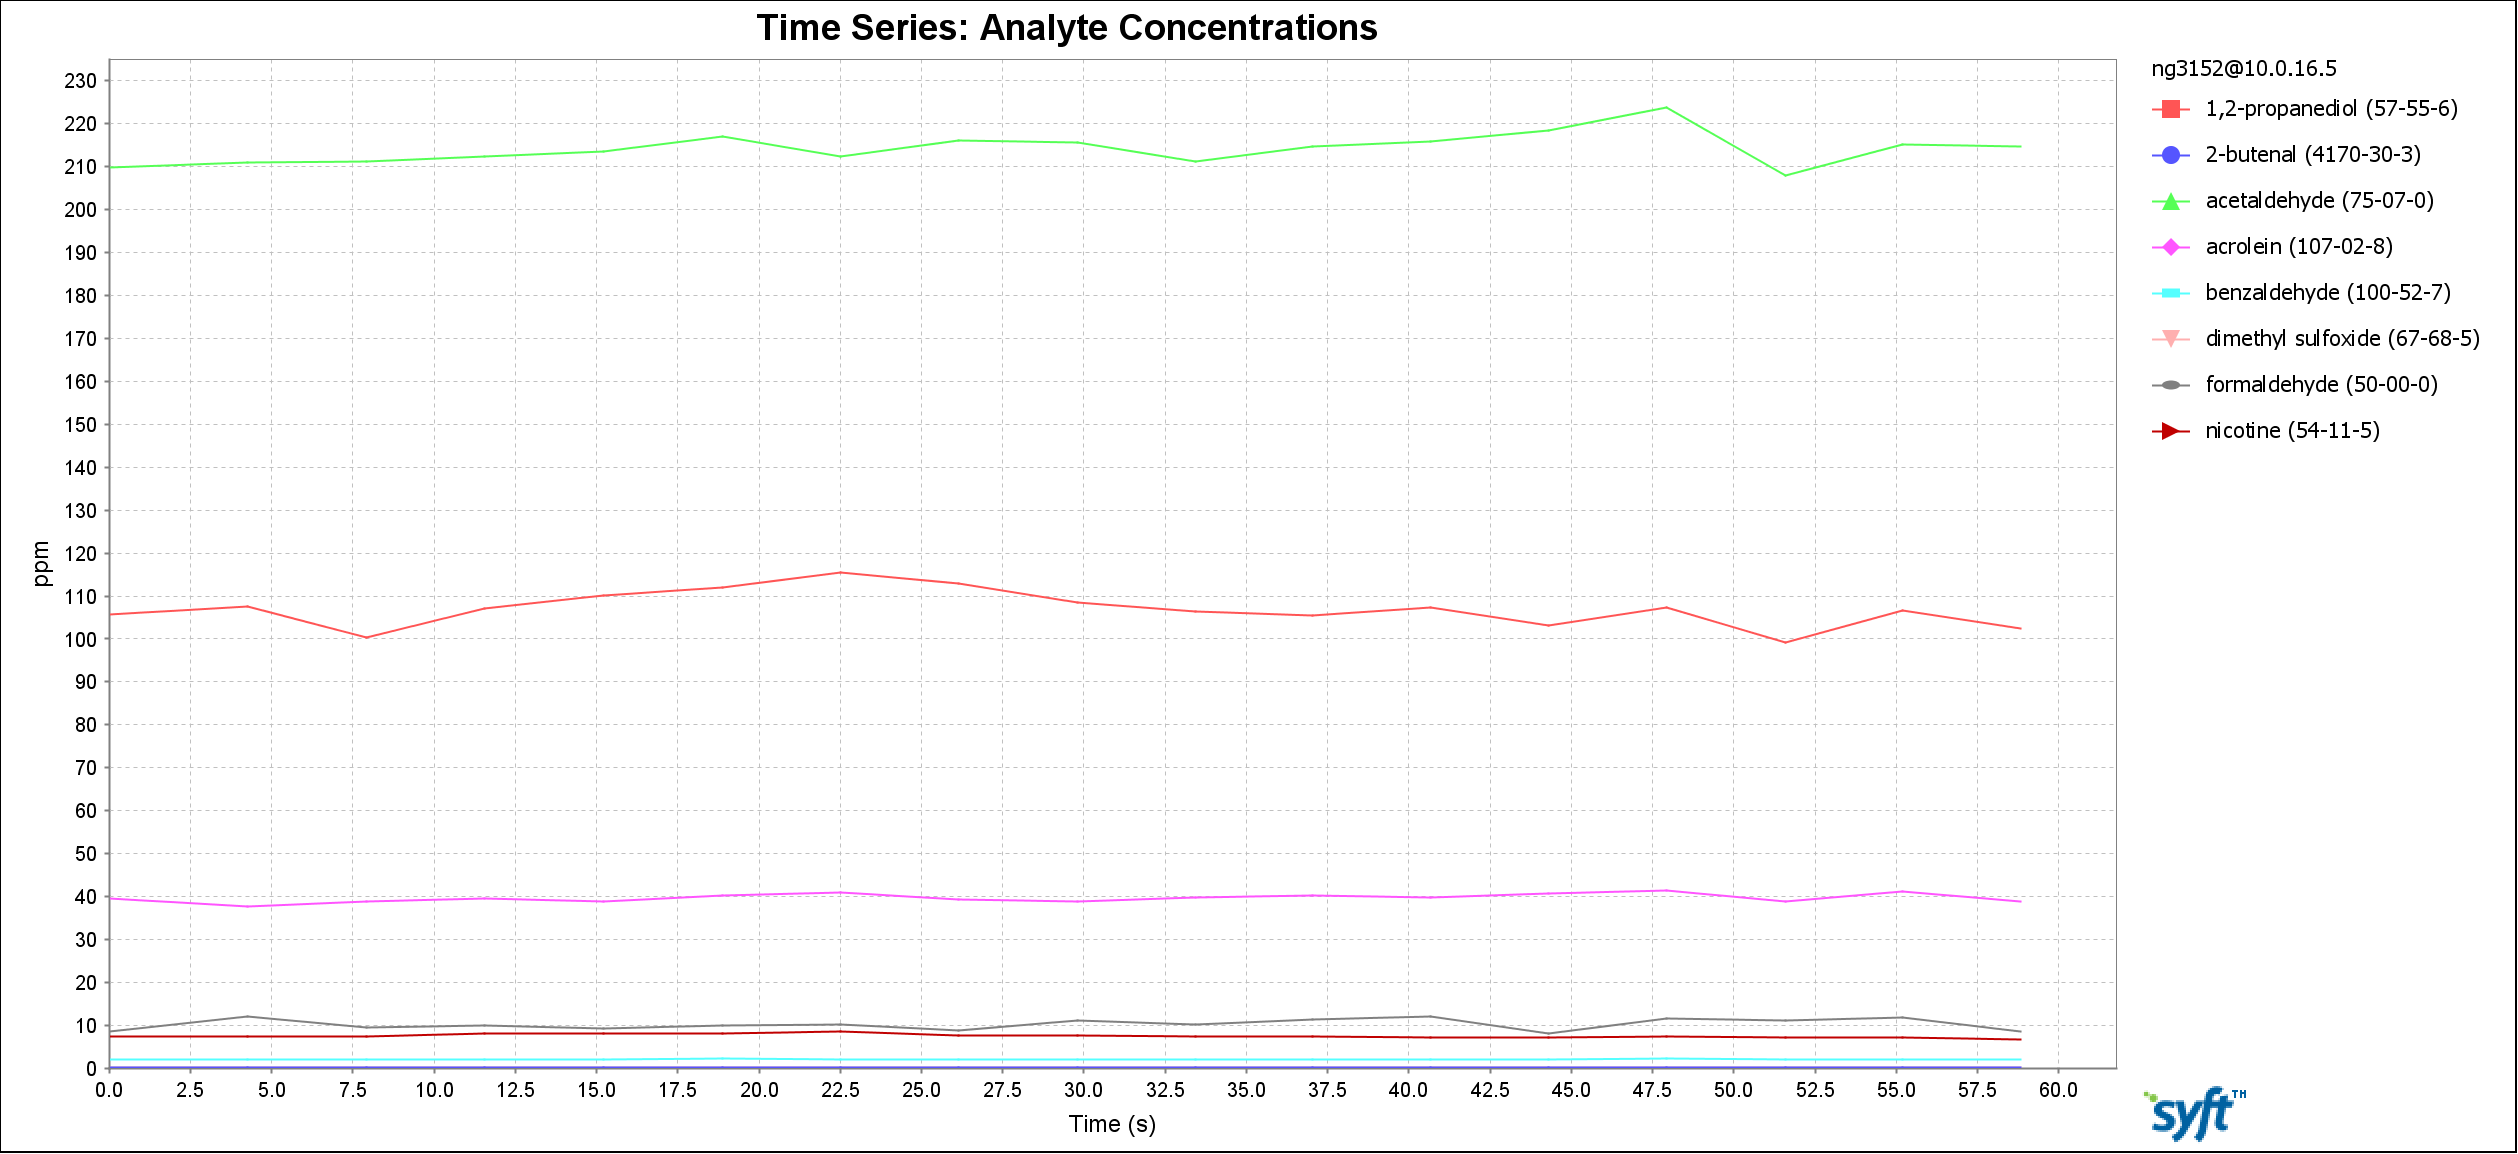 Time Series: Analyte Concentrations
230
220
210
200
190
180
170
160
150
140
130
120
110
100
90
80
70
60
50
40
30
20
10
0
ppm
0.0 2.5 5.0 7.5 10.0 12.5 15.0 17.5 20.0 22.5 25.0 27.5 30.0 32.5 35.0 37.5 40.0 42.5 45.0 47.5 50.0 52.5 55.0 57.5 60.0
Time (s)
ng3152@10.0.16.5
1,2-propanediol (57-55-6)
2-butenal (4170-30-3)
acetaldehyde (75-07-0)
acrolein (107-02-8)
benzaldehyde (100-52-7)
dimethyl sulfoxide (67-68-5)
formaldehyde (50-00-0)
nicotine (54-11-5)
syft™